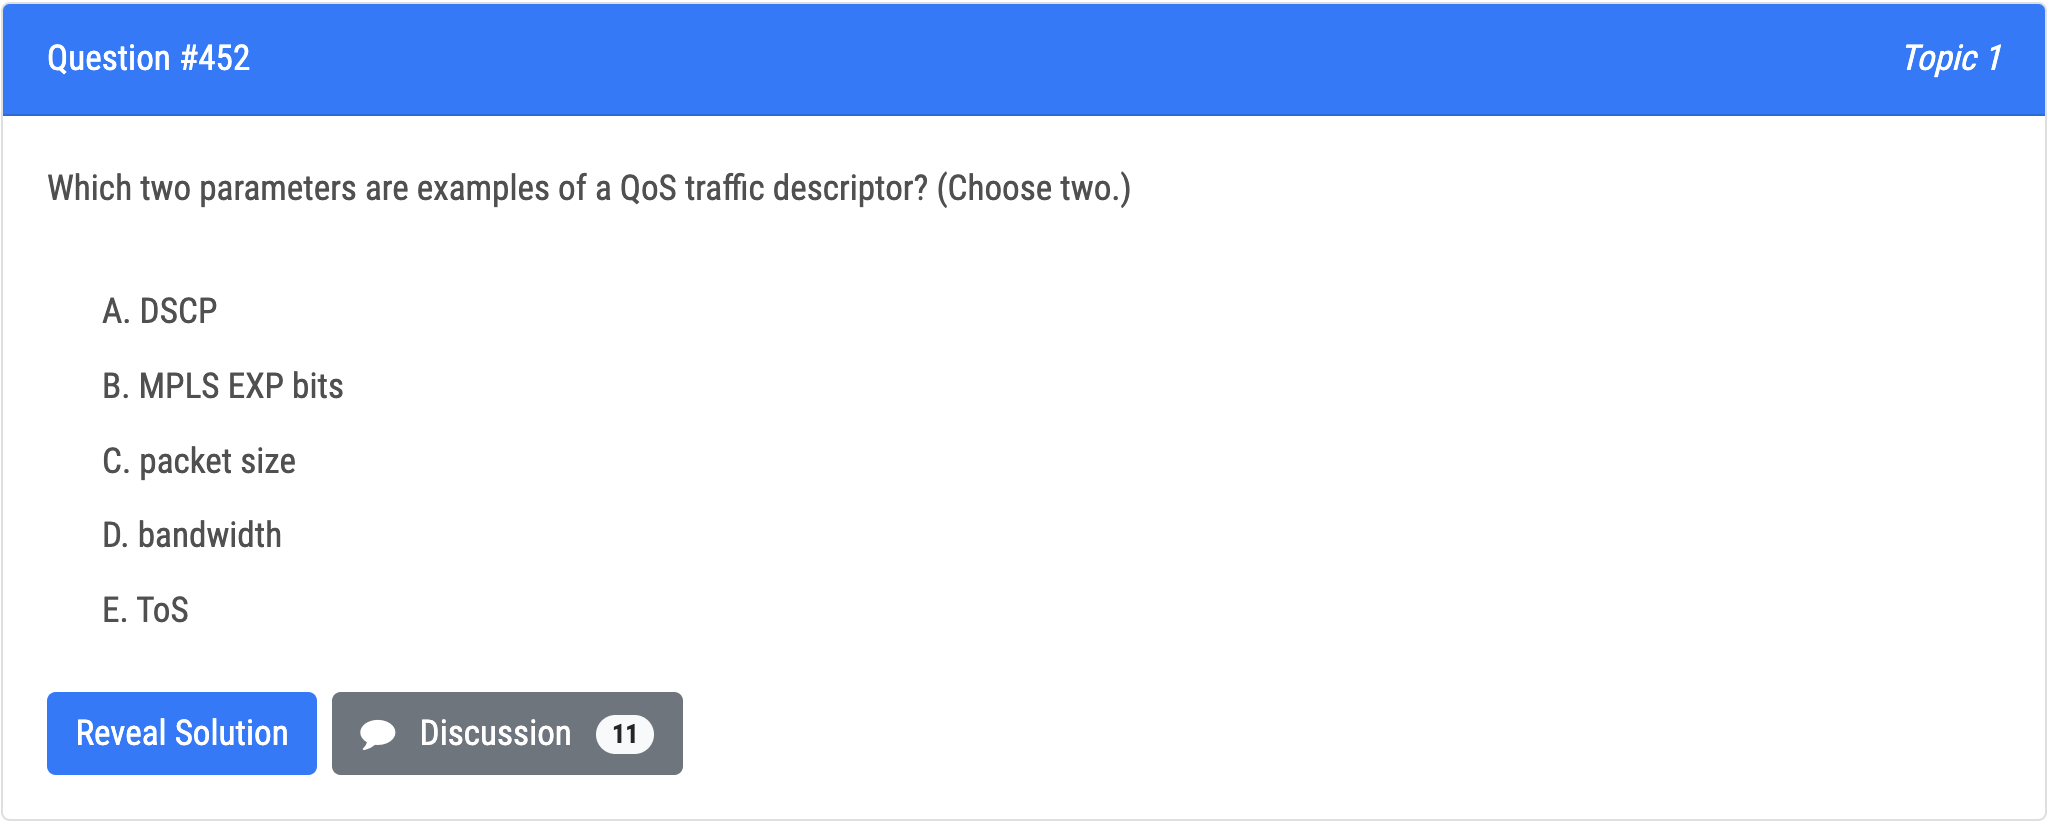 Question #452
Topic 1
Which two parameters are examples of a QoS traffic descriptor? (Choose two.)
A. DSCP
B. MPLS EXP bits
C. packet size
D. bandwidth
E. ToS
Reveal Solution
Discussion 11